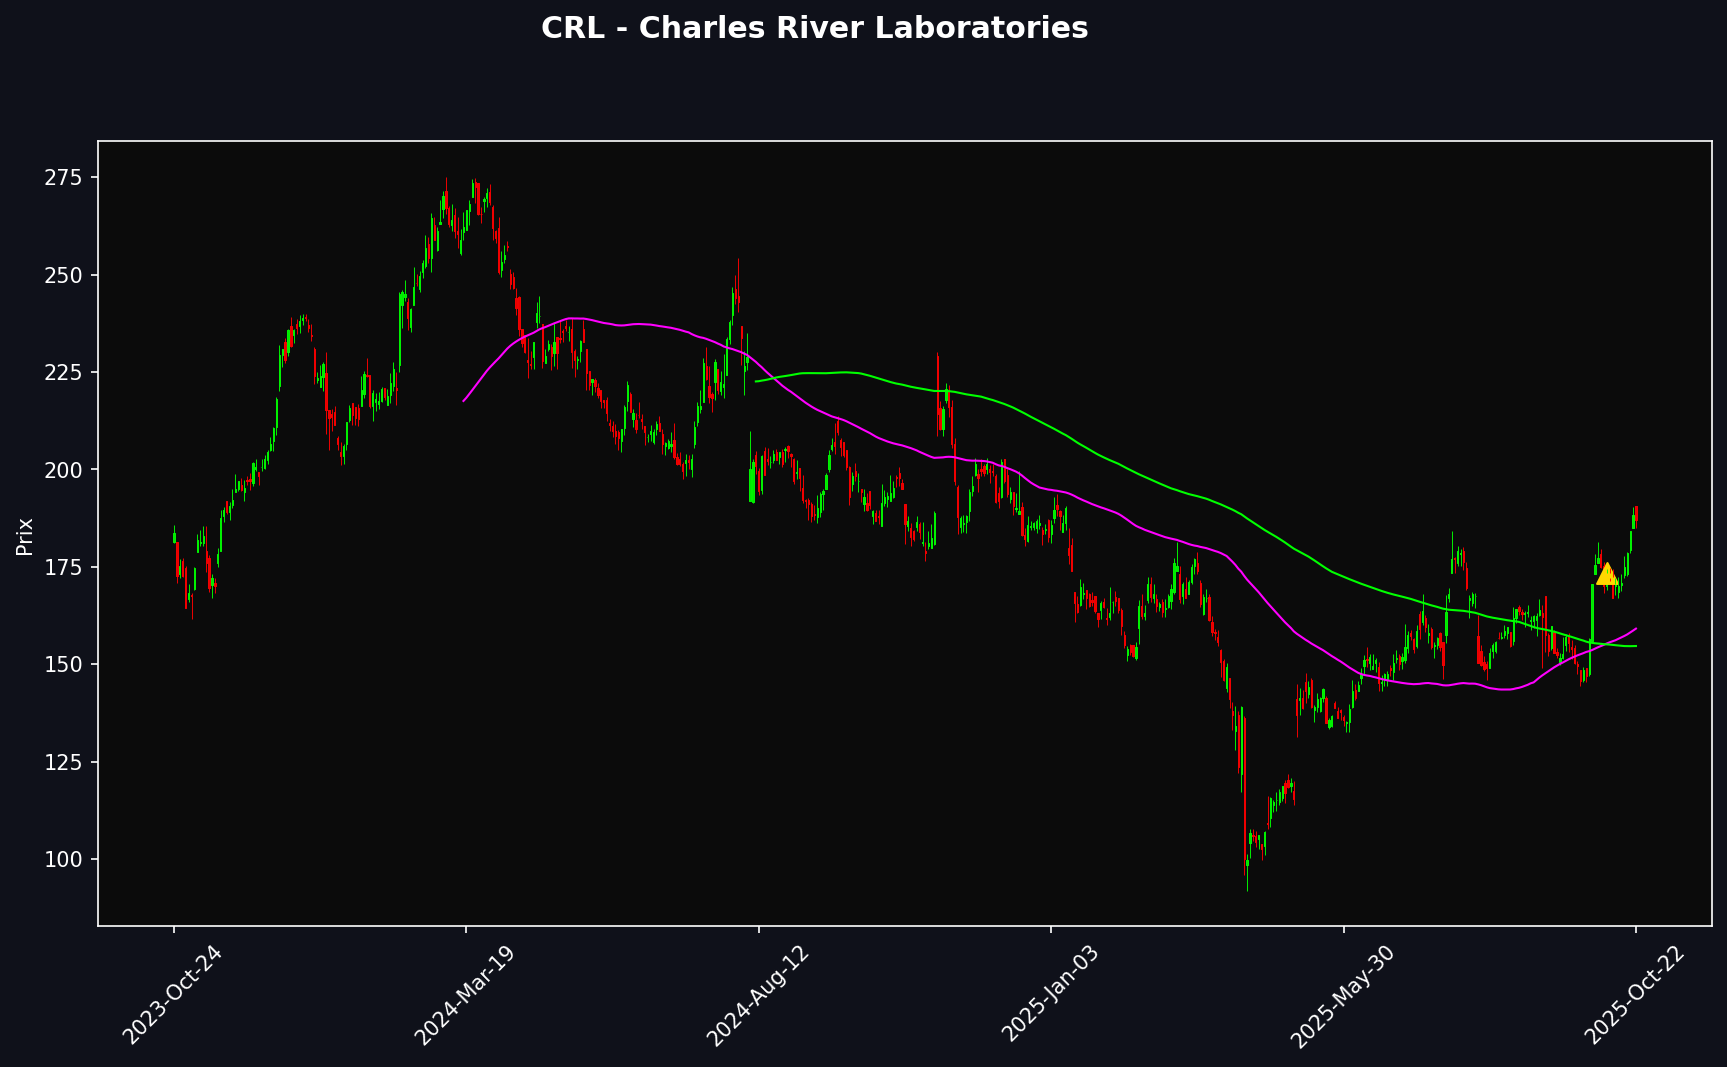 CRL - Charles River Laboratories
Prix
275
250
225
200
175
150
125
100
2023-Oct-24
2024-Mar-19
2024-Aug-12
2025-Jan-03
2025-May-30
2025-Oct-22